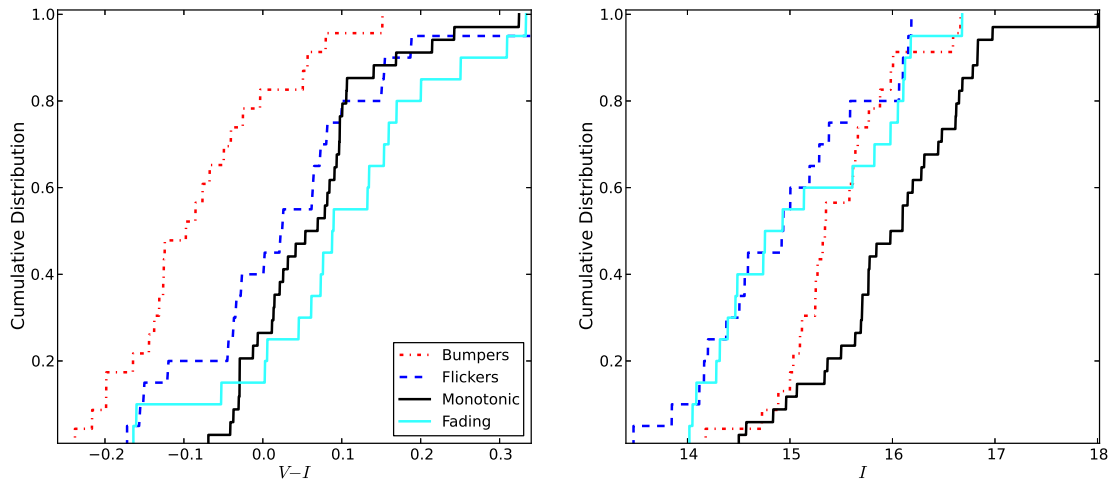 Cumulative Distribution
1.0
0.8
0.6
0.4
0.2
−0.2 −0.1 0.0 0.1 0.2 0.3
V−I
Bumpers
Flickers
Monotonic
Fading
Cumulative Distribution
1.0
0.8
0.6
0.4
0.2
14 15 16 17 18
I